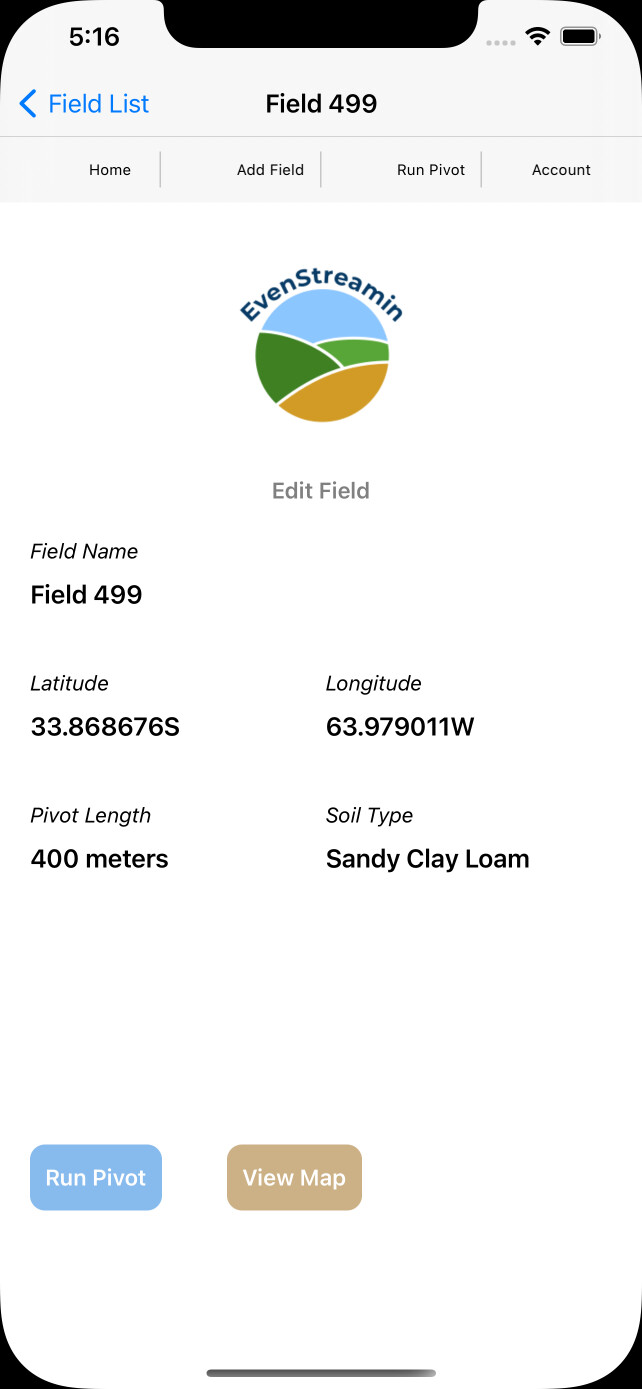 5:16
Field List
Field 499
Home
Add Field
Run Pivot
Account
EvenStreamin
Edit Field
Field Name
Field 499
Latitude
Longitude
33.868676S
63.979011W
Pivot Length
Soil Type
400 meters
Sandy Clay Loam
Run Pivot
View Map